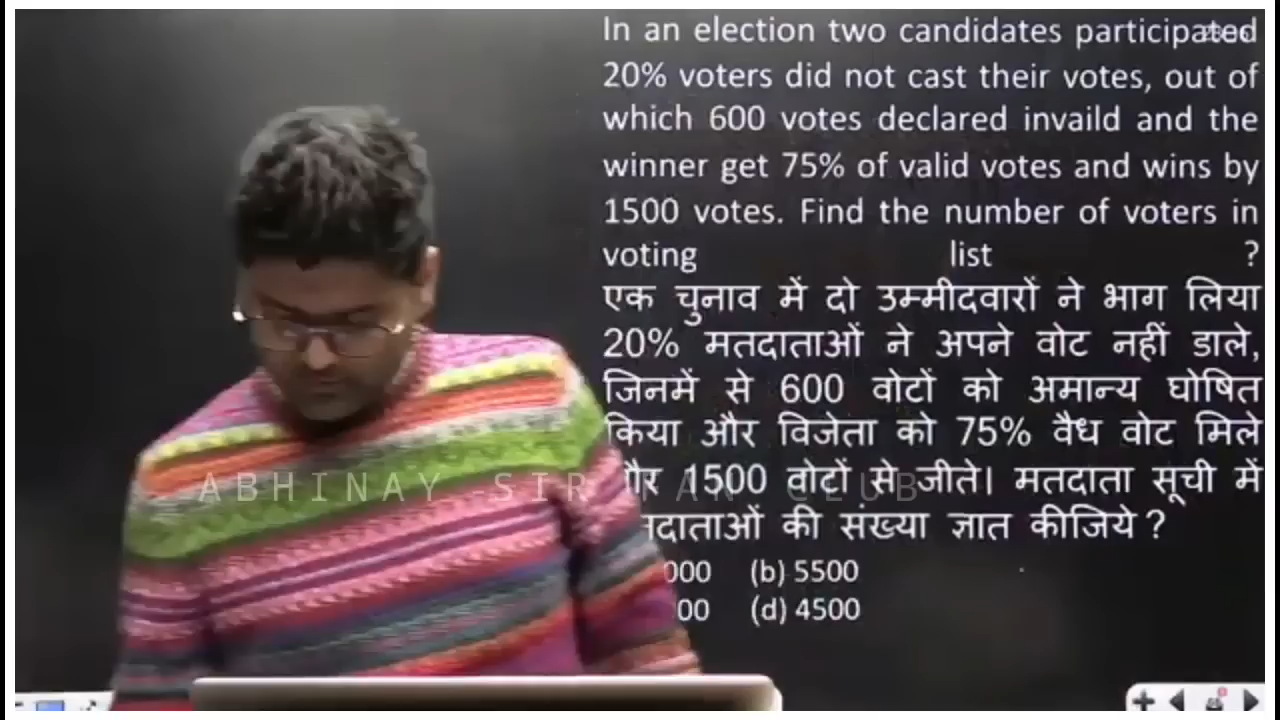 In an election two candidates participated
20% voters did not cast their votes, out of
which 600 votes declared invaild and the
winner get 75% of valid votes and wins by
1500 votes. Find the number of voters in
voting list ?
एक चुनाव में दो उम्मीदवारों ने भाग लिया
20% मतदाताओं ने अपने वोट नहीं डाले,
जिनमें से 600 वोटों को अमान्य घोषित
किया और विजेता को 75% वैध वोट मिले
1500 वोटों से जीते। मतदाता सूची में
की संख्या ज्ञात कीजिये ?
(b) 5500
(d) 4500
ABHINAY SIR FAN CLUB